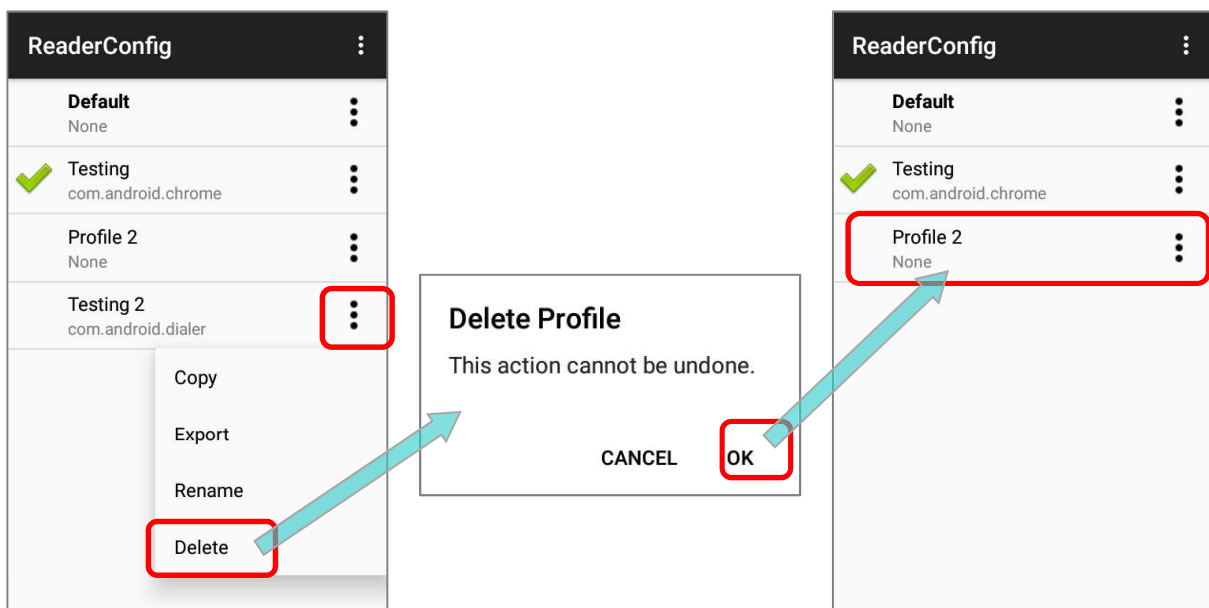 ReaderConfig
Default
None
Testing
com.android.chrome
Profile 2
None
Testing 2
com.android.dialer
Copy
Export
Rename
Delete
Delete Profile
This action cannot be undone.
CANCEL OK
ReaderConfig
Default
None
Testing
com.android.chrome
Profile 2
None